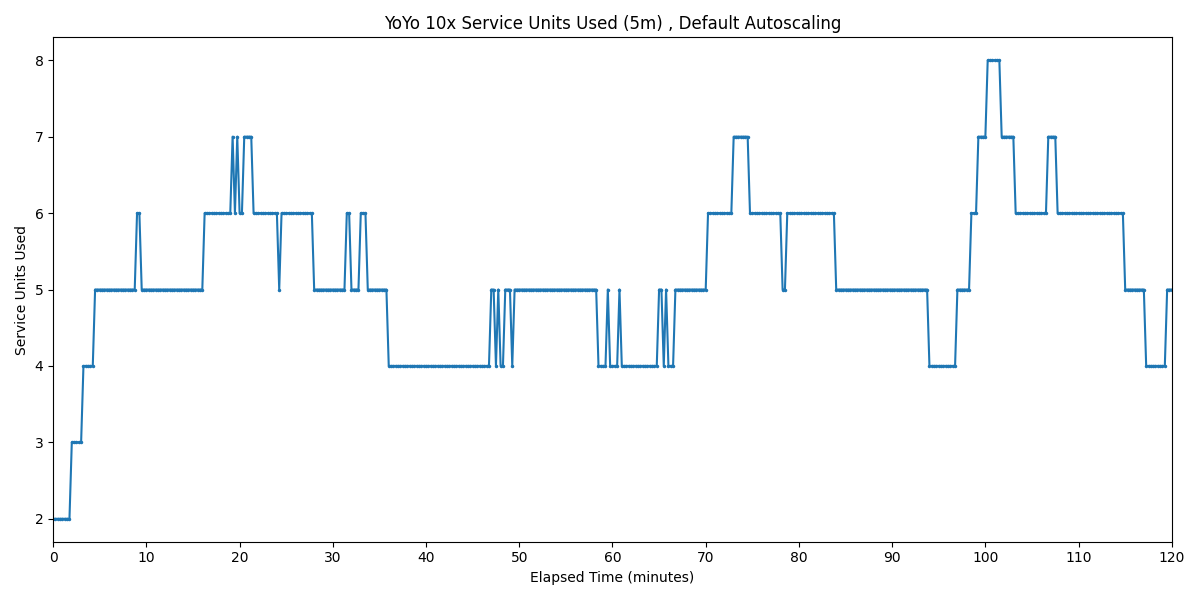 YoYo 10x Service Units Used (5m) , Default Autoscaling
8
7
6
5
4
3
2
Service Units Used
0 10 20 30 40 50 60 70 80 90 100 110 120
Elapsed Time (minutes)